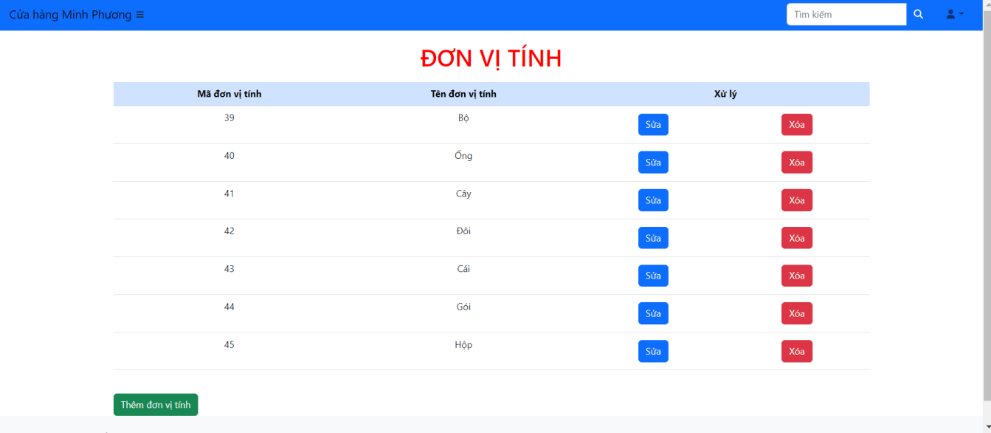 Cửa hàng Minh Phương
Tìm kiếm
ĐƠN VỊ TÍNH
Mã đơn vị tính Tên đơn vị tính Xử lý
39 Bộ Sửa Xóa
40 Ống Sửa Xóa
41 Cây Sửa Xóa
42 Đôi Sửa Xóa
43 Cái Sửa Xóa
44 Gói Sửa Xóa
45 Hộp Sửa Xóa
Thêm đơn vị tính